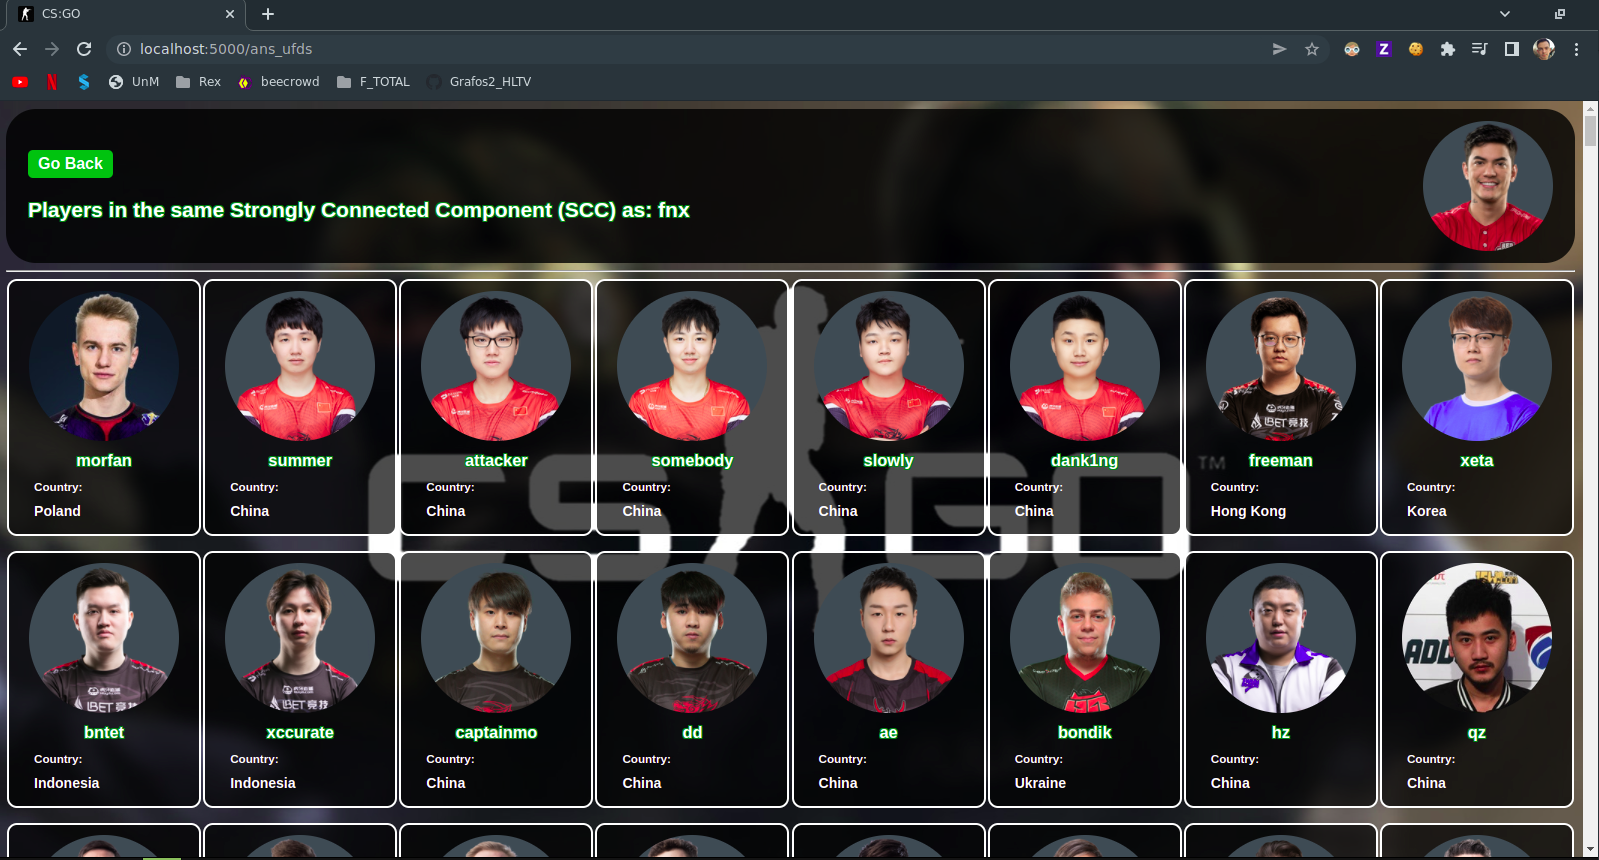 CS:GO
localhost:5000/ans_ufds
UnM
Rex
beecrowd
F_TOTAL
Grafos2_HLTV
Go Back
Players in the same Strongly Connected Component (SCC) as: fnx
morfan summer attacker somebody slowly dank1ng freeman xeta
Country: Country: Country: Country: Country: Country: Country: Country:
Poland China China China China China Hong Kong Korea
CS GO TM
bntet xccurate captainmo dd ae bondik hz qz
Country: Country: Country: Country: Country: Country: Country: Country:
Indonesia Indonesia China China China Ukraine China China